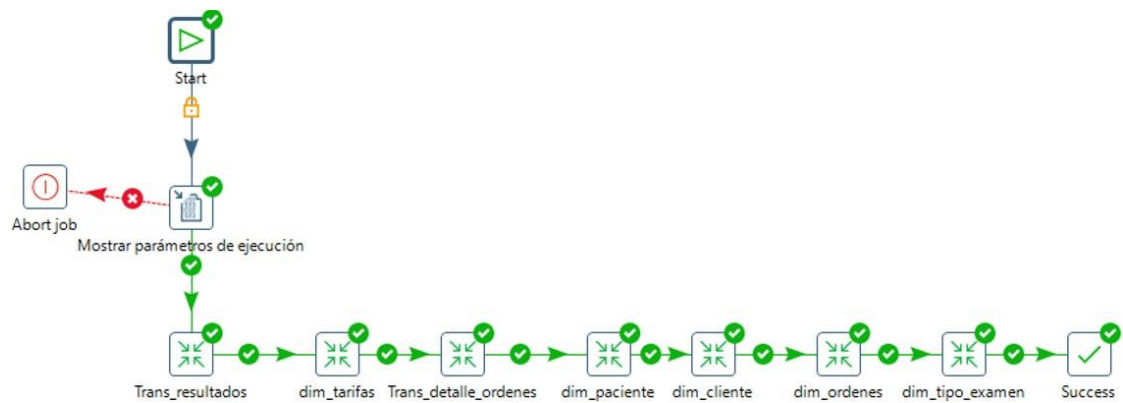 Start
Abort job
Mostrar parámetros de ejecución
Trans_resultados
dim_tarifas
Trans_detalle_ordenes
dim_paciente
dim_cliente
dim_ordenes
dim_tipo_examen
Success